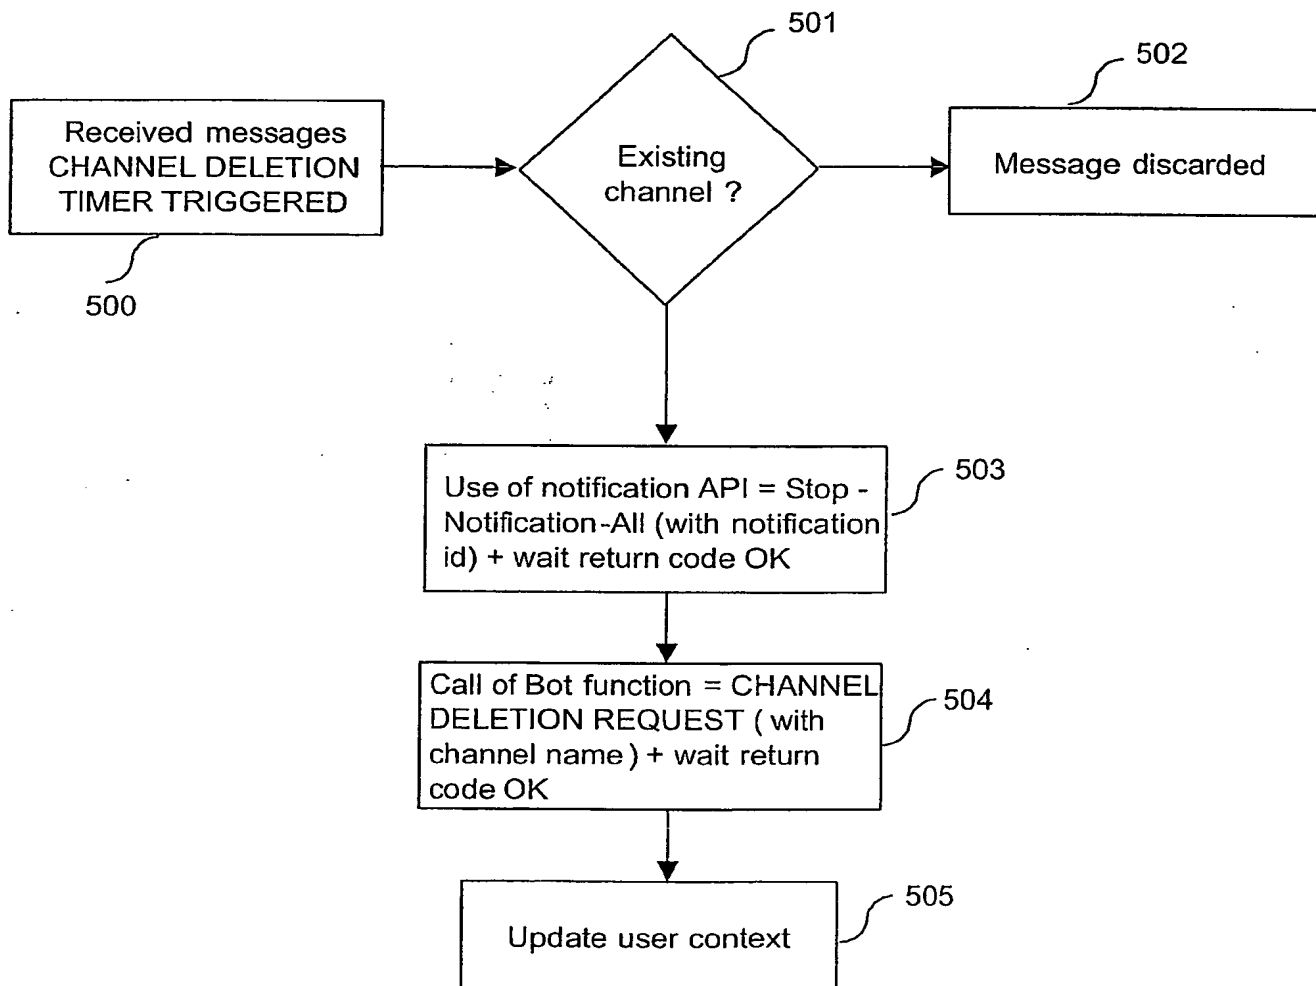 501
502
Received messages
CHANNEL DELETION
TIMER TRIGGERED
Existing
channel ?
Message discarded
500
503
Use of notification API = Stop -
Notification-All (with notification
id) + wait return code OK
504
Call of Bot function = CHANNEL
DELETION REQUEST ( with
channel name ) + wait return
code OK
505
Update user context